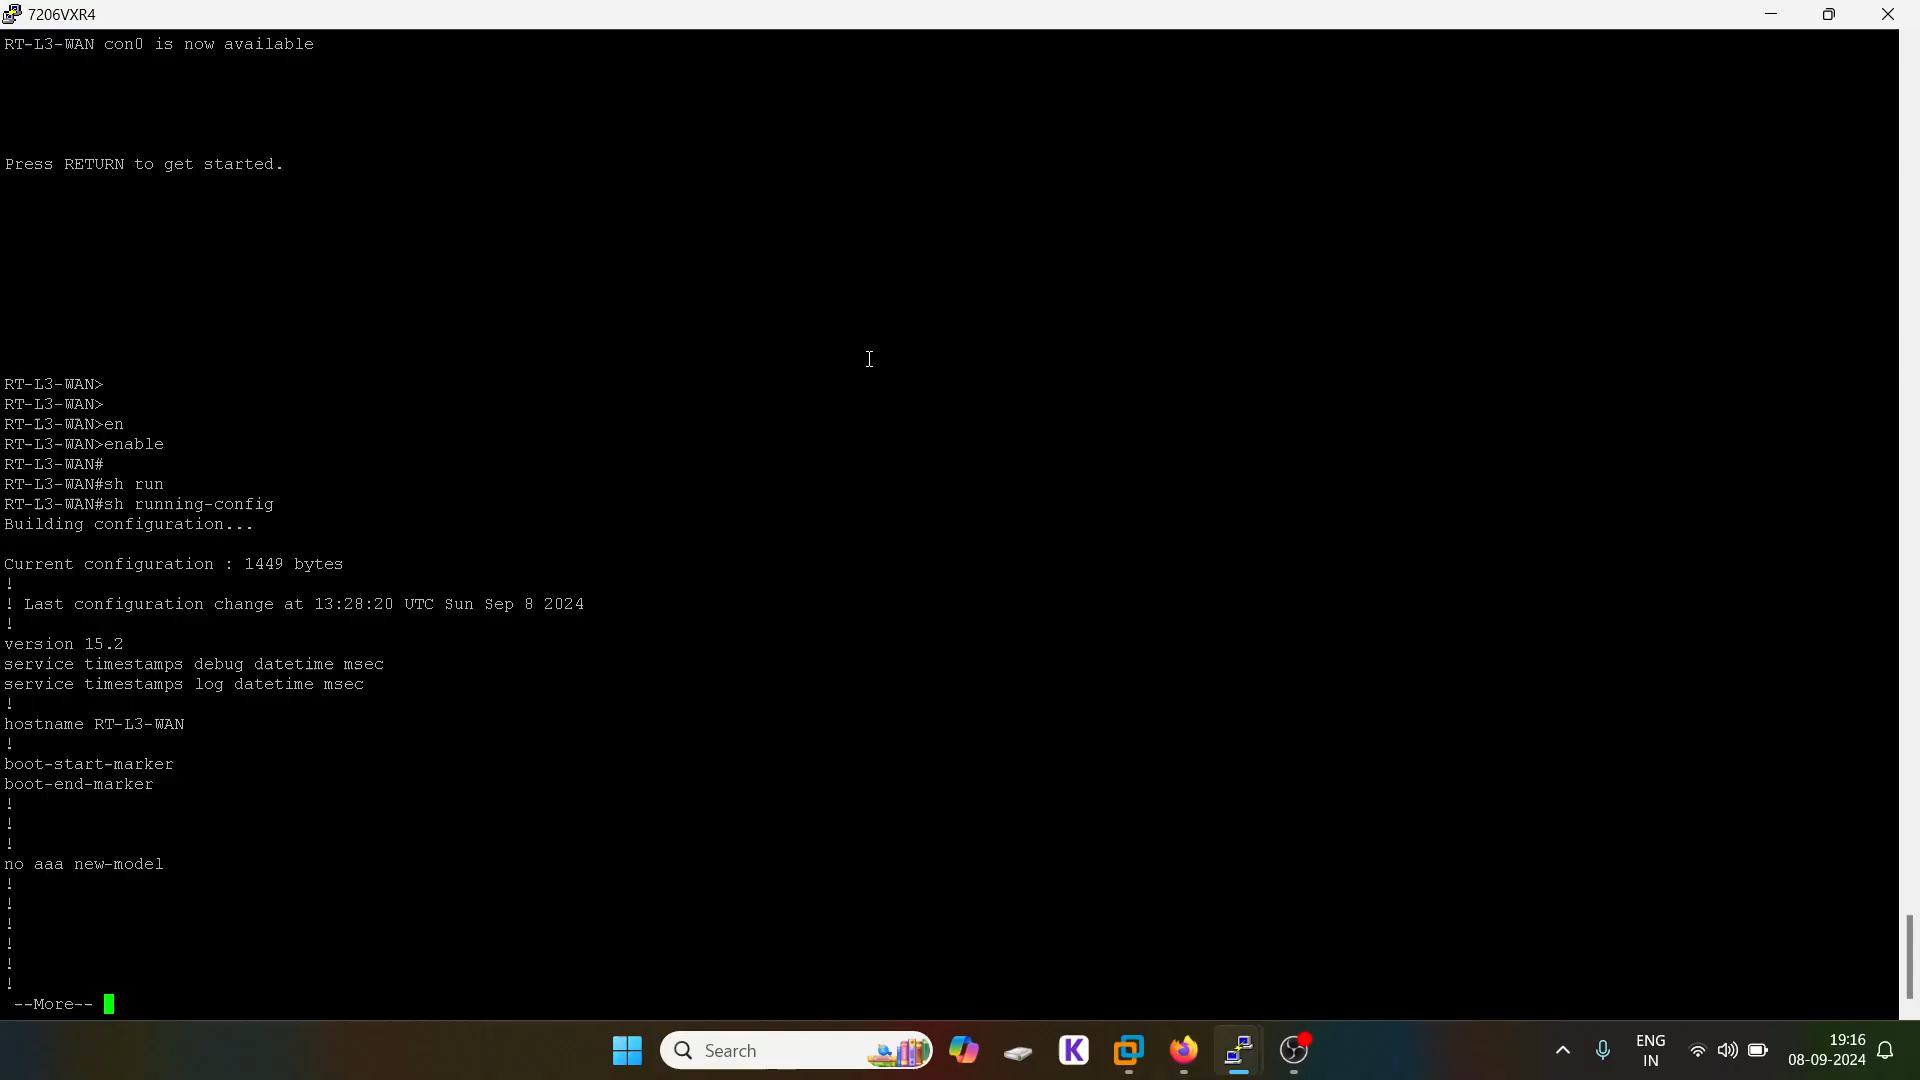 7206VXR4
RT-L3-WAN con0 is now available
Press RETURN to get started.
RT-L3-WAN>
RT-L3-WAN>
RT-L3-WAN>en
RT-L3-WAN>enable
RT-L3-WAN#
RT-L3-WAN#sh run
RT-L3-WAN#sh running-config
Building configuration...
Current configuration : 1449 bytes
!
! Last configuration change at 13:28:20 UTC Sun Sep 8 2024
!
version 15.2
service timestamps debug datetime msec
service timestamps log datetime msec
!
hostname RT-L3-WAN
!
boot-start-marker
boot-end-marker
!
!
!
no aaa new-model
!
!
!
!
!
!
--More--
Search
K
ENG
IN
19:16
08-09-2024